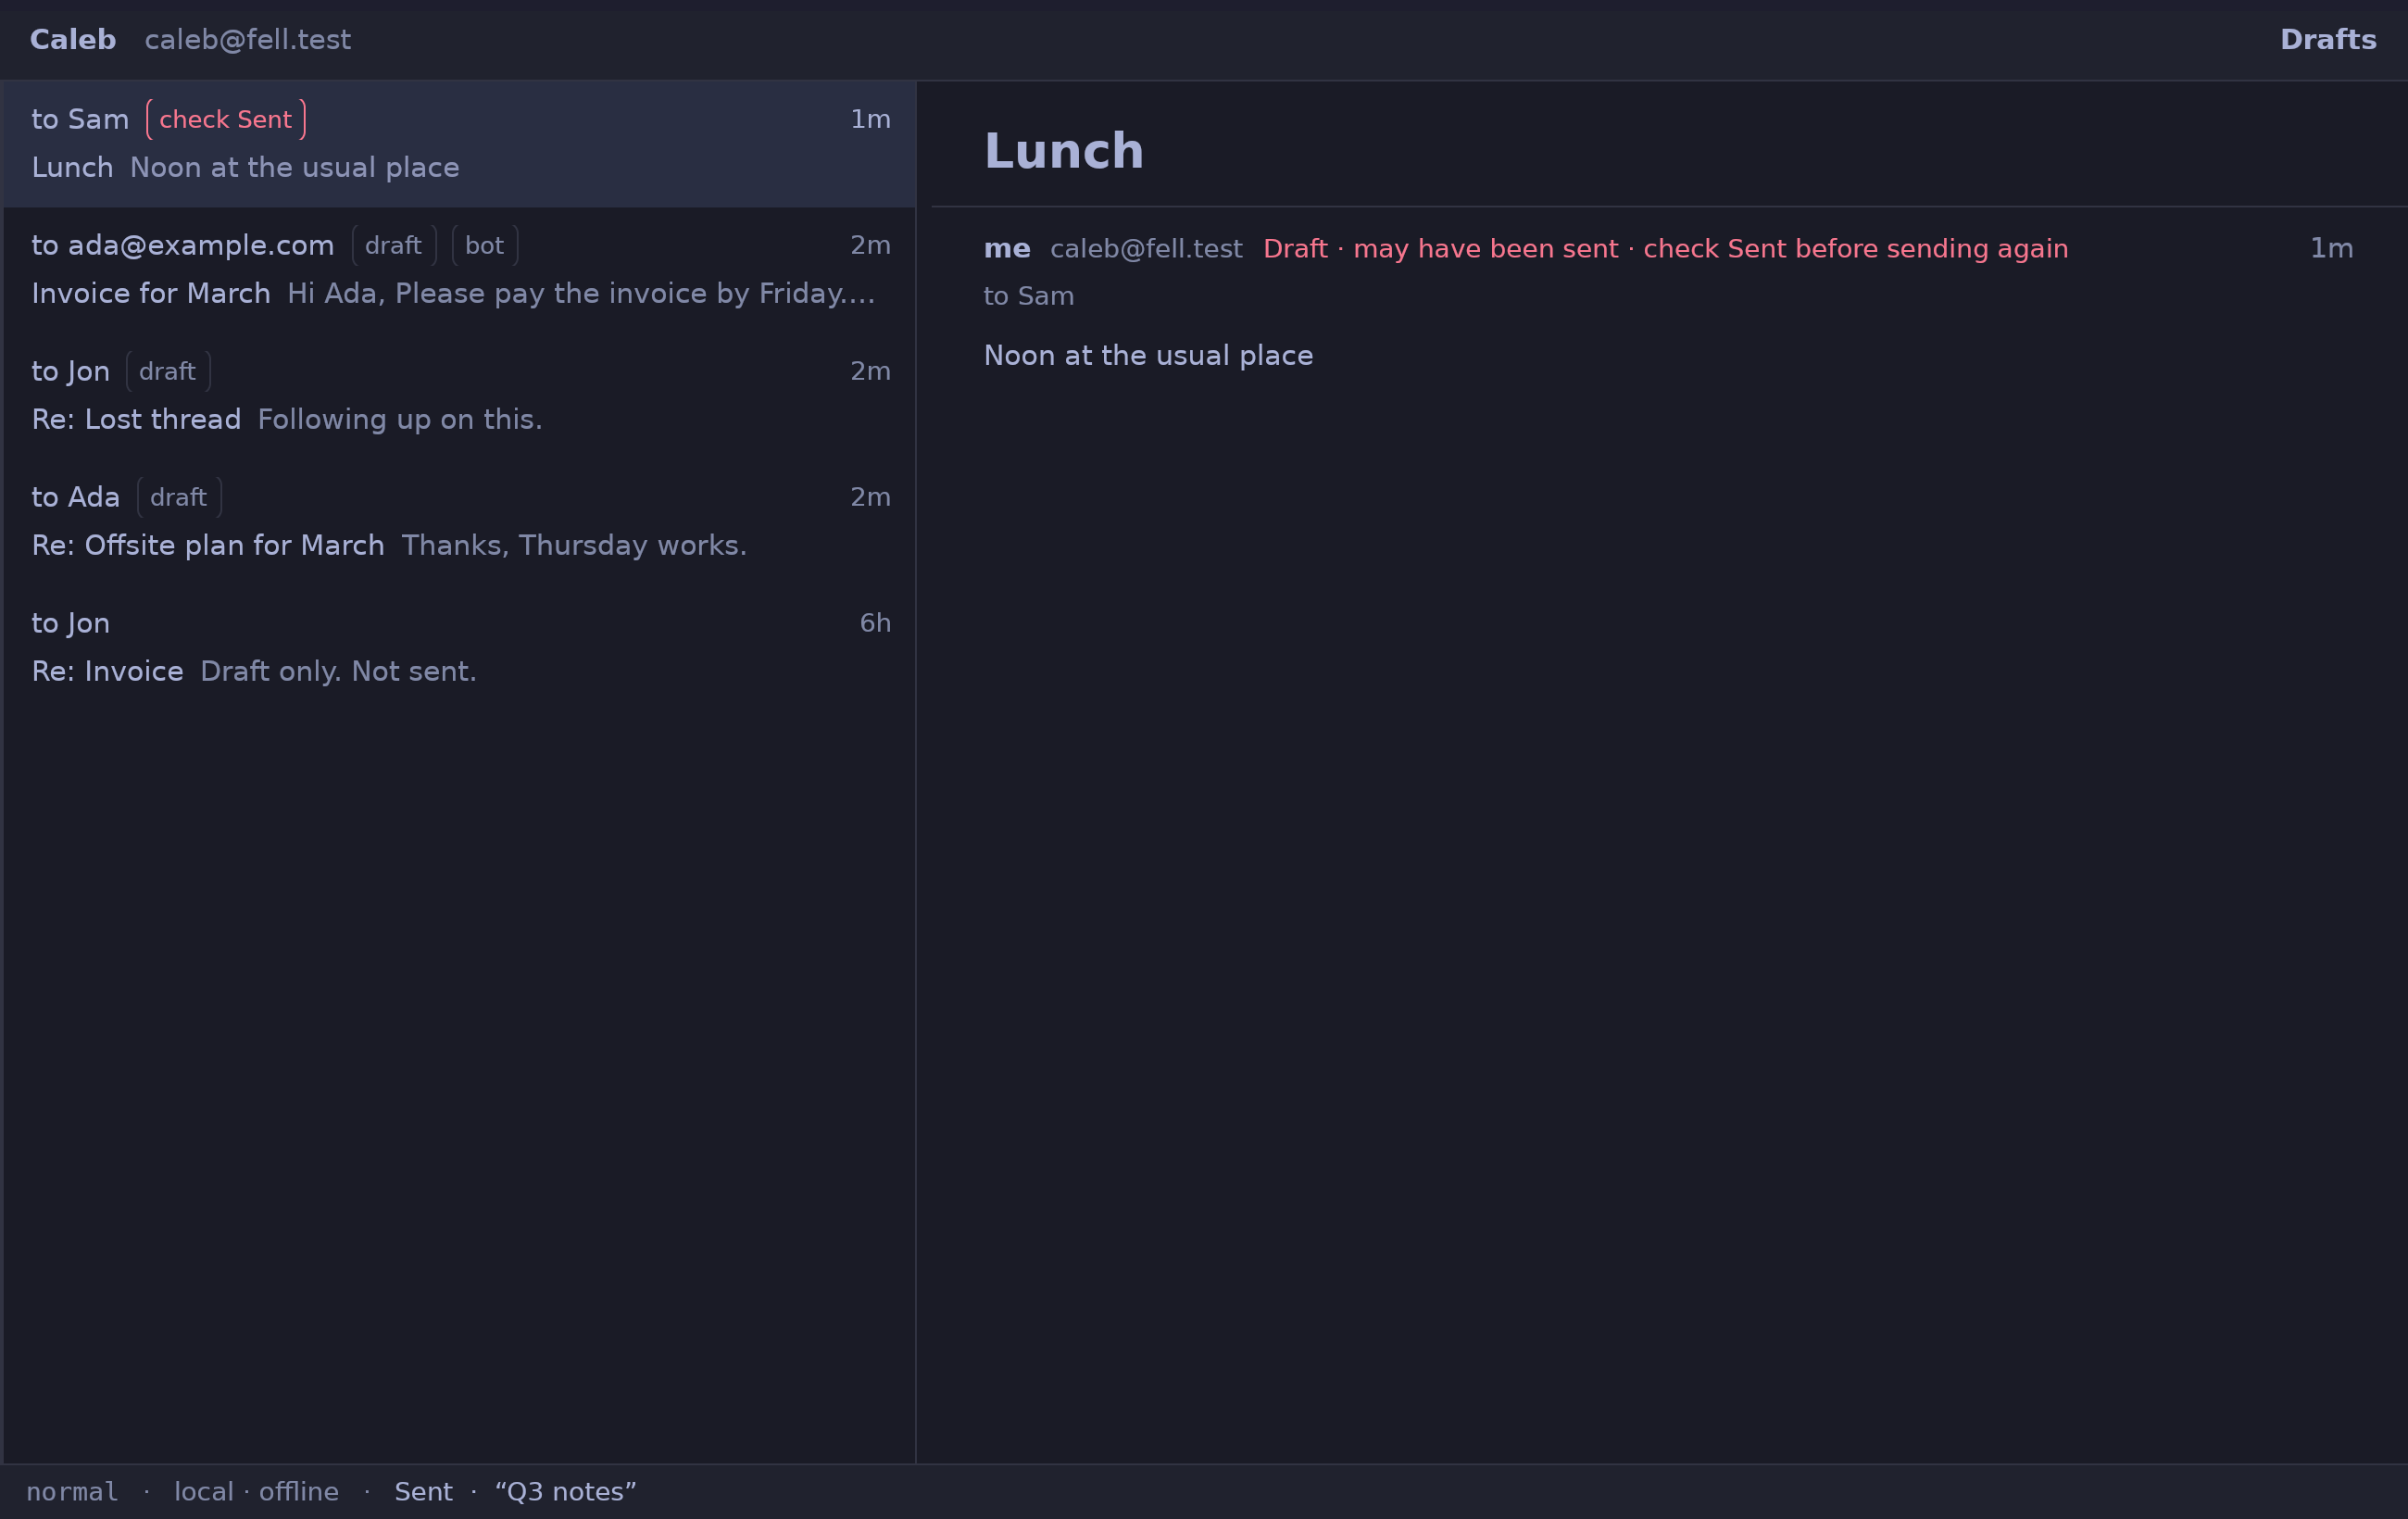 Caleb caleb@fell.test Drafts
to Sam check Sent 1m
Lunch Noon at the usual place
to ada@example.com draft bot 2m
Invoice for March Hi Ada, Please pay the invoice by Friday....
to Jon draft 2m
Re: Lost thread Following up on this.
to Ada draft 2m
Re: Offsite plan for March Thanks, Thursday works.
to Jon 6h
Re: Invoice Draft only. Not sent.
Lunch
me caleb@fell.test Draft · may have been sent · check Sent before sending again 1m
to Sam
Noon at the usual place
normal · local · offline · Sent · “Q3 notes”